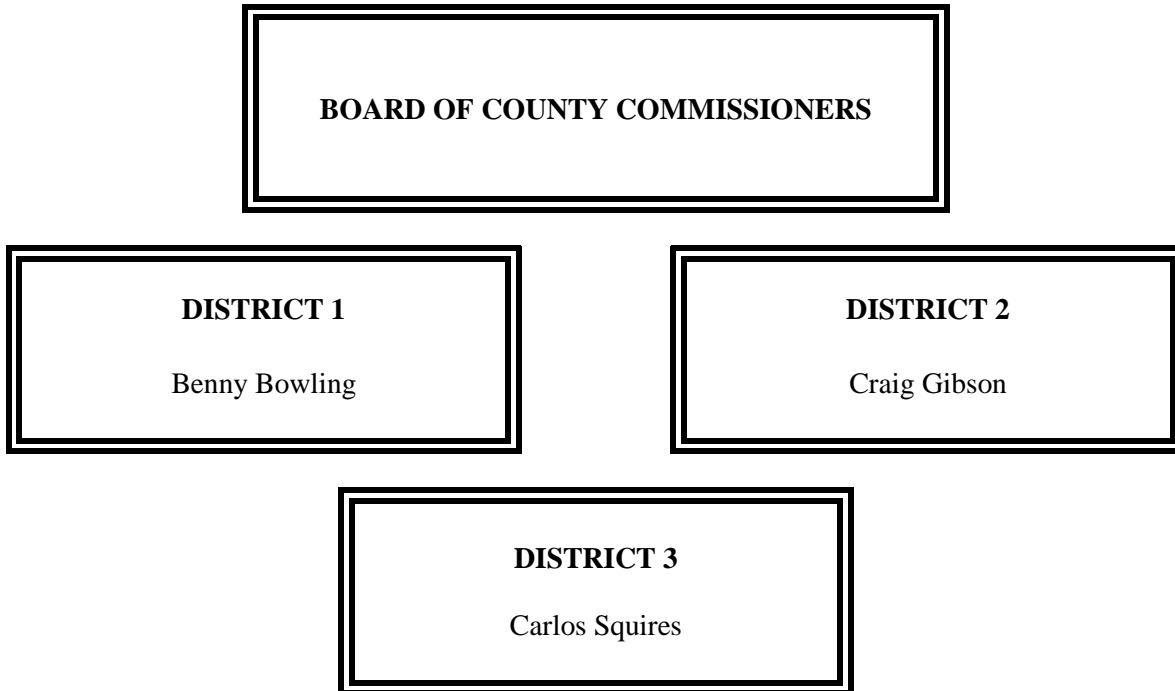 BOARD OF COUNTY COMMISSIONERS
DISTRICT 1
Benny Bowling
DISTRICT 2
Craig Gibson
DISTRICT 3
Carlos Squires